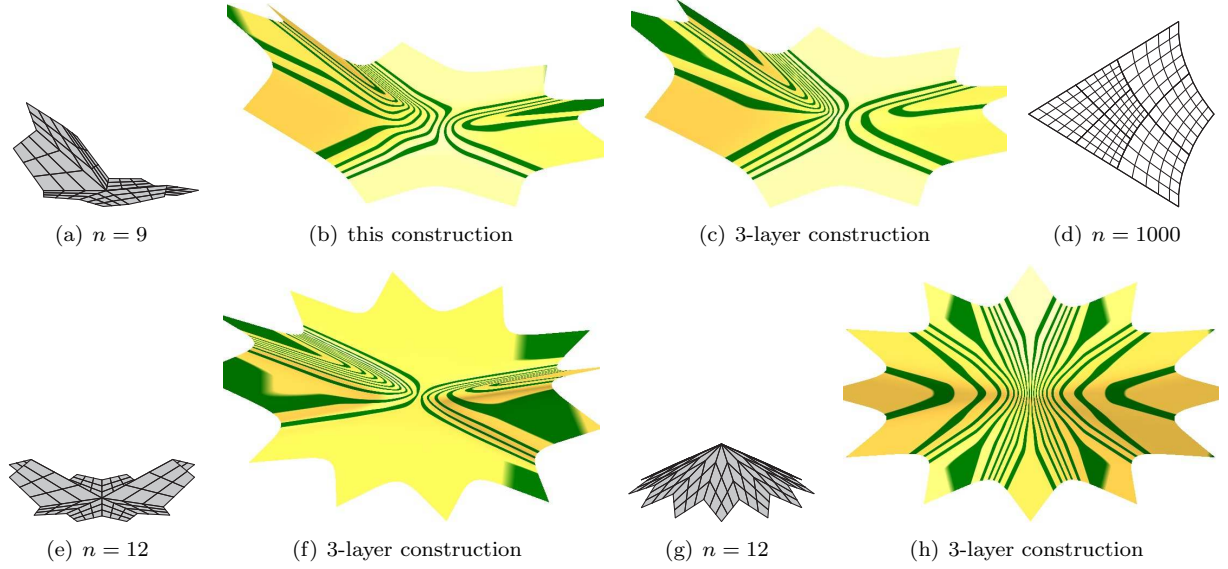 (a) n = 9
(b) this construction
(c) 3-layer construction
(d) n = 1000
(e) n = 12
(f) 3-layer construction
(g) n = 12
(h) 3-layer construction